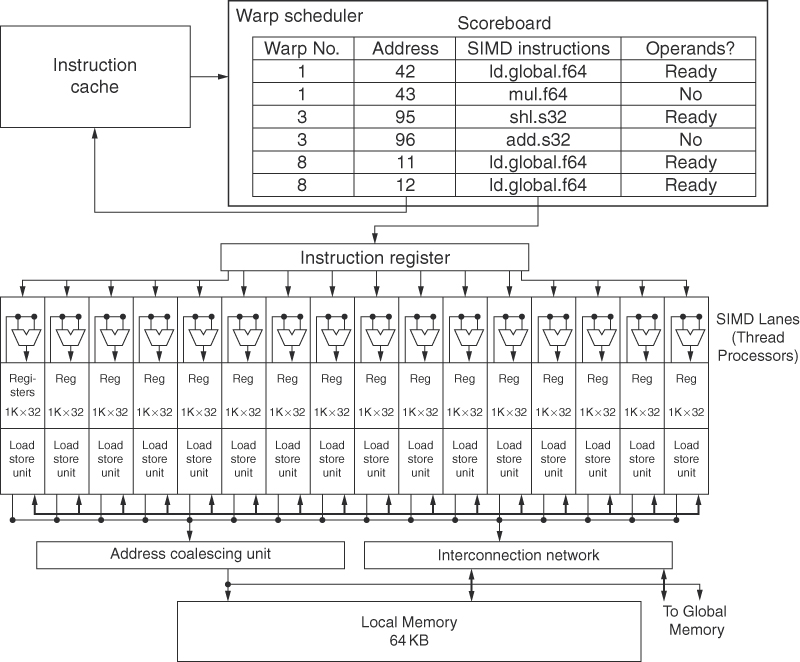 Warp scheduler
Scoreboard
Instruction
cache
Warp No. Address SIMD instructions Operands?
1 42 ld.global.f64 Ready
1 43 mul.f64 No
3 95 shl.s32 Ready
3 96 add.s32 No
8 11 ld.global.f64 Ready
8 12 ld.global.f64 Ready
Instruction register
SIMD Lanes
(Thread
Processors)
Regi- Reg Reg Reg Reg Reg Reg Reg Reg Reg Reg Reg Reg Reg Reg Reg
sters
1K×32 1K×32 1K×32 1K×32 1K×32 1K×32 1K×32 1K×32 1K×32 1K×32 1K×32 1K×32 1K×32 1K×32 1K×32 1K×32
Load Load Load Load Load Load Load Load Load Load Load Load Load Load Load Load
store store store store store store store store store store store store store store store store
unit unit unit unit unit unit unit unit unit unit unit unit unit unit unit unit
Address coalescing unit
Interconnection network
Local Memory
64 KB
To Global
Memory